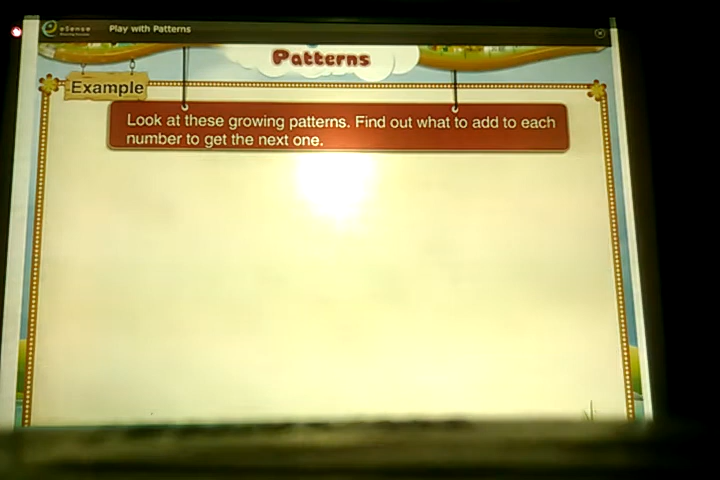 eSense
Play with Patterns
Patterns
Example
Look at these growing patterns. Find out what to add to each
number to get the next one.